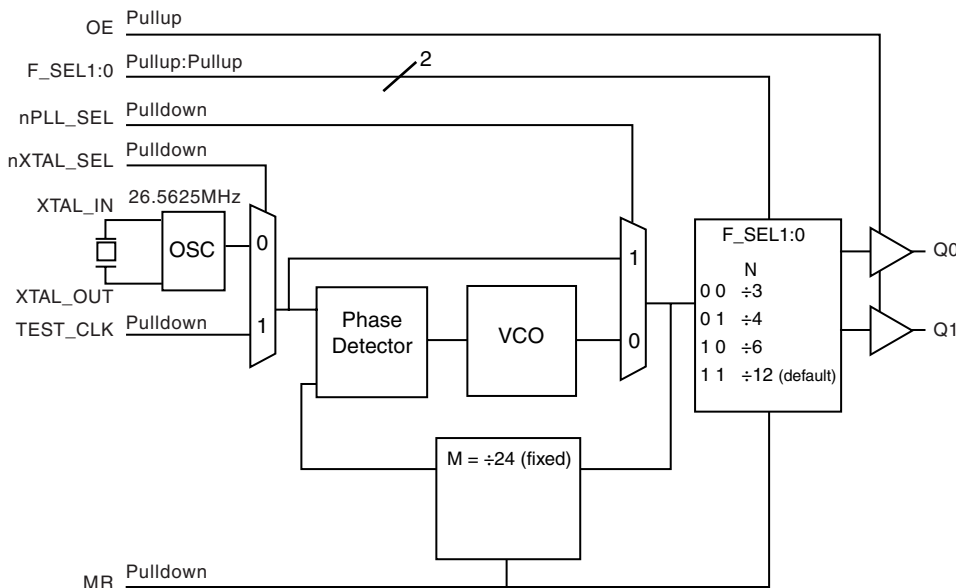 OE Pullup
F_SEL1:0 Pullup:Pullup 2
nPLL_SEL Pulldown
nXTAL_SEL Pulldown
XTAL_IN 26.5625MHz
OSC
XTAL_OUT
TEST_CLK Pulldown
0
1
Phase
Detector
VCO
1
0
F_SEL1:0
N
0 0 ÷3
0 1 ÷4
1 0 ÷6
1 1 ÷12 (default)
Q0
Q1
M = ÷24 (fixed)
MR Pulldown